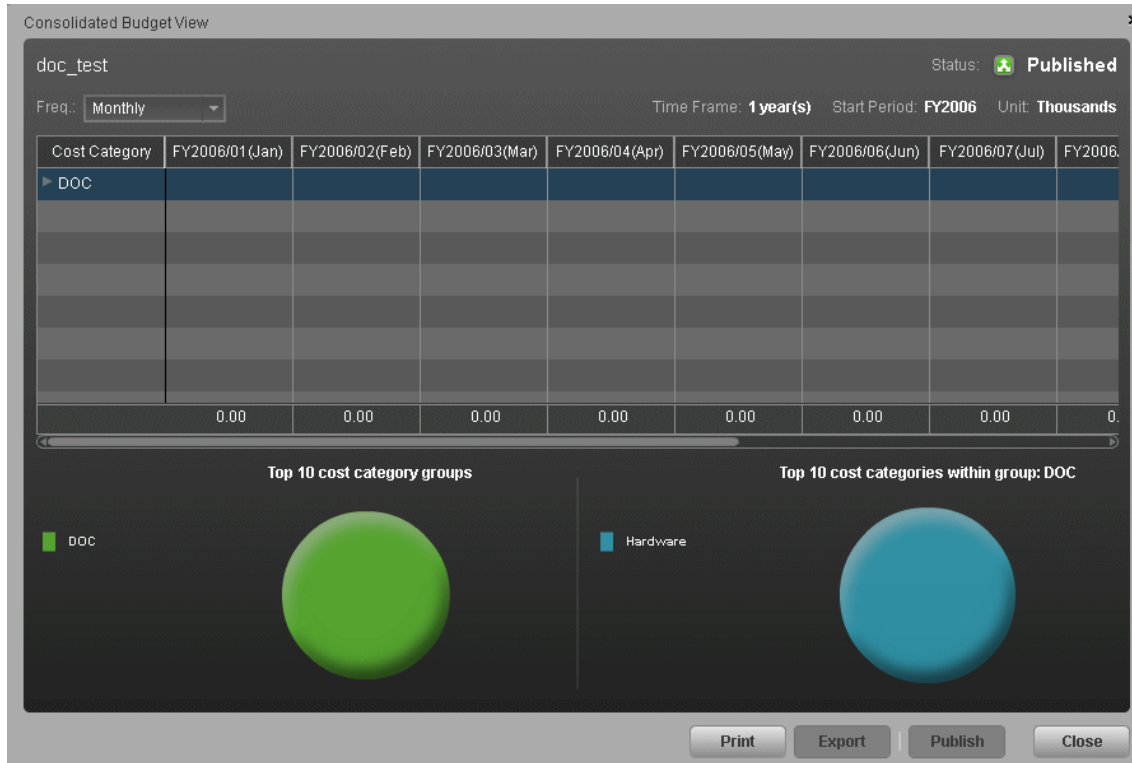 Consolidated Budget View
doc_test
Status: Published
Freq.: Monthly
Time Frame: 1 year(s) Start Period: FY2006 Unit: Thousands
Cost Category FY2006/01(Jan) FY2006/02(Feb) FY2006/03(Mar) FY2006/04(Apr) FY2006/05(May) FY2006/06(Jun) FY2006/07(Jul) FY2006
DOC
0.00 0.00 0.00 0.00 0.00 0.00 0.00 0.
Top 10 cost category groups
Top 10 cost categories within group: DOC
DOC
Hardware
Print Export Publish Close